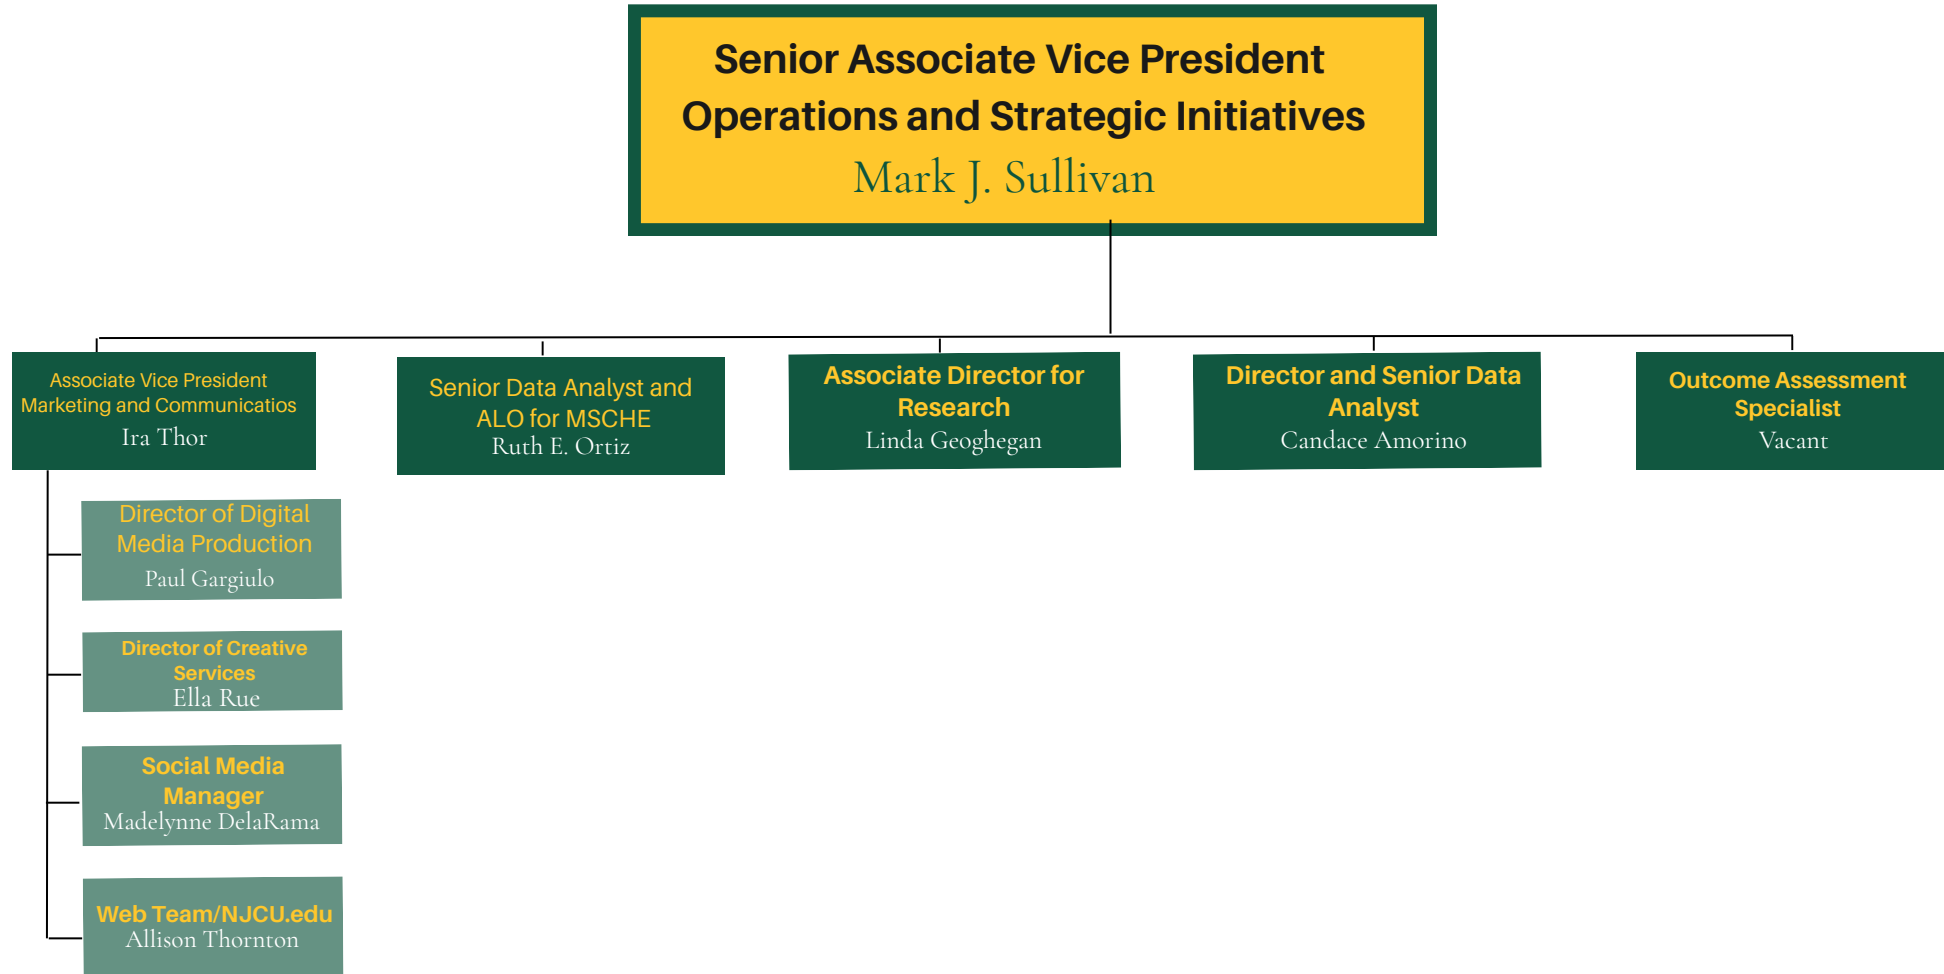 Senior Associate Vice President
Operations and Strategic Initiatives
Mark J. Sullivan
Associate Vice President
Marketing and Communicatios
Ira Thor
Senior Data Analyst and
ALO for MSCHE
Ruth E. Ortiz
Associate Director for
Research
Linda Geoghegan
Director and Senior Data
Analyst
Candace Amorino
Outcome Assessment
Specialist
Vacant
Director of Digital
Media Production
Paul Gargiulo
Director of Creative
Services
Ella Rue
Social Media
Manager
Madelynne DelaRama
Web Team/NJCU.edu
Allison Thornton